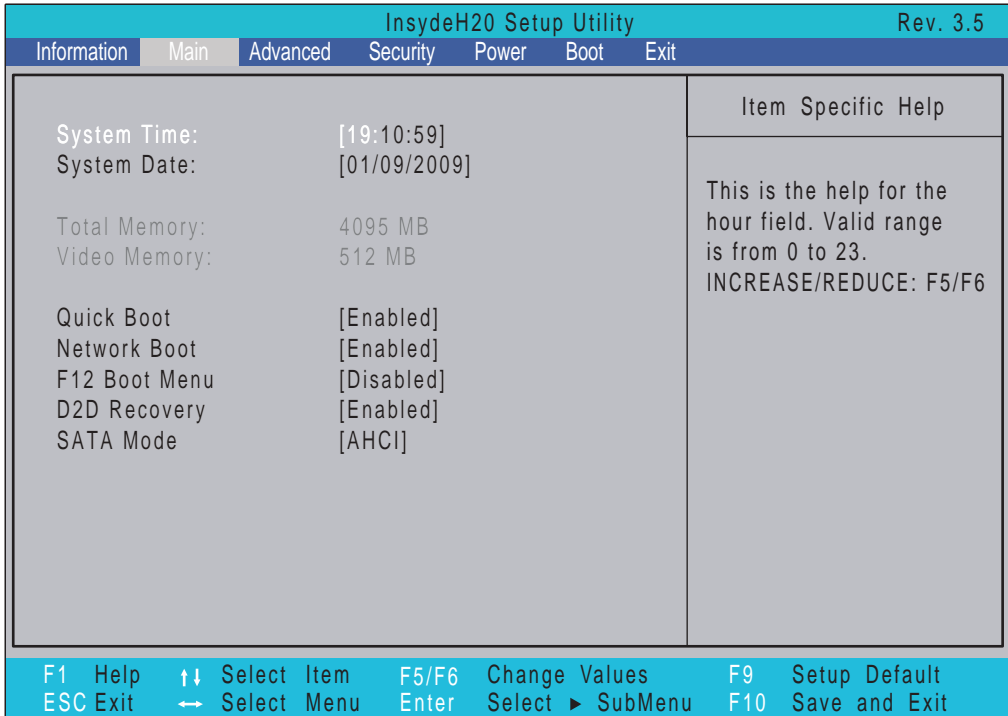 InsydeH20 Setup Utility Rev. 3.5
Information Main Advanced Security Power Boot Exit
Item Specific Help
System Time: [19:10:59]
System Date: [01/09/2009]
This is the help for the
hour field. Valid range
is from 0 to 23.
INCREASE/REDUCE: F5/F6
Total Memory: 4095 MB
Video Memory: 512 MB
Quick Boot [Enabled]
Network Boot [Enabled]
F12 Boot Menu [Disabled]
D2D Recovery [Enabled]
SATA Mode [AHCI]
F1 Help ↑↓ Select Item F5/F6 Change Values F9 Setup Default
ESC Exit ↔ Select Menu Enter Select ► SubMenu F10 Save and Exit